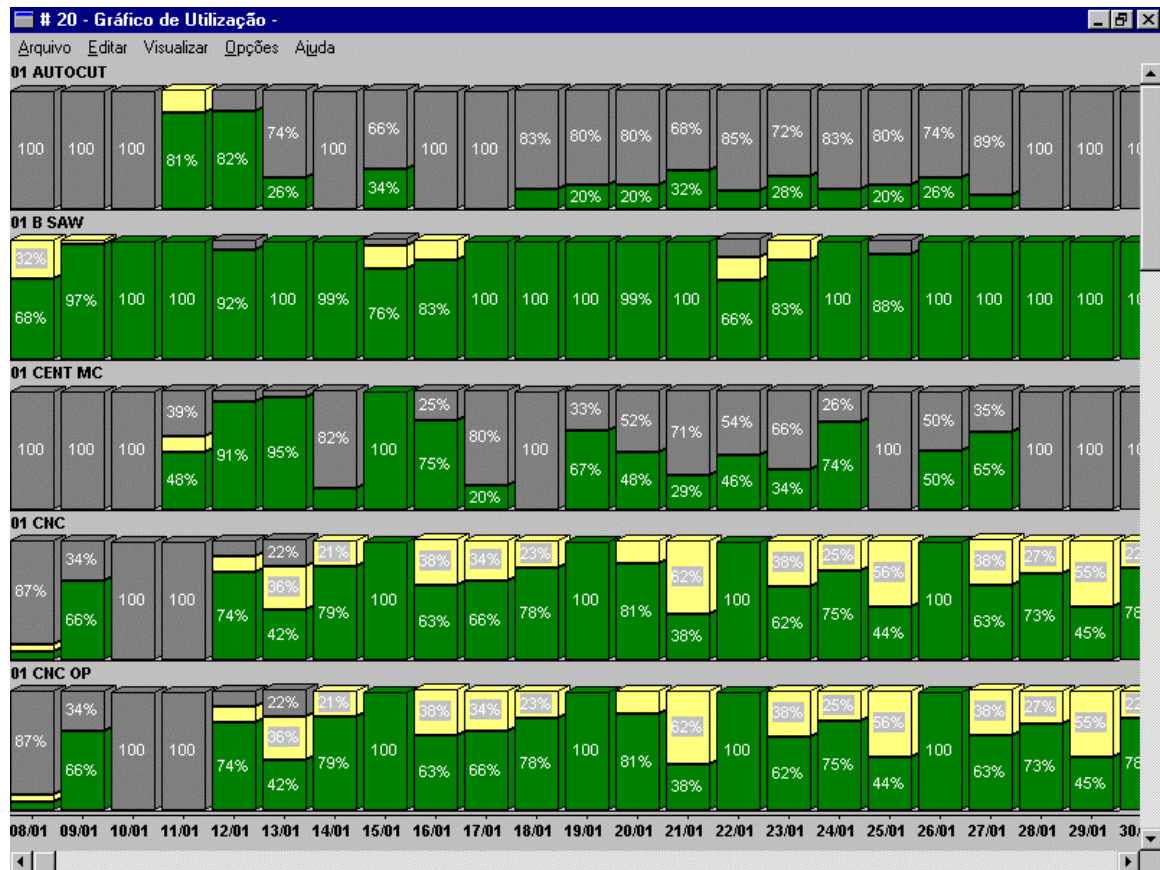 # 20 - Gráfico de Utilização -
Arquivo Editar Visualizar Opções Ajuda
01 AUTOCUT
100 100 100 81% 82% 74% 26% 100 66% 34% 100 100 83% 80% 20% 80% 20% 68% 32% 85% 72% 28% 83% 80% 20% 74% 26% 89% 100 100 10
01 B SAW
32% 68% 97% 100 100 92% 100 99% 76% 83% 100 100 100 99% 100 66% 83% 100 88% 100 100 100 100 10
01 CENT MC
100 100 100 39% 48% 91% 95% 82% 100 25% 75% 80% 20% 100 33% 67% 52% 48% 71% 29% 54% 46% 66% 34% 26% 74% 100 50% 50% 35% 65% 100 100 10
01 CNC
87% 34% 66% 100 100 74% 22% 36% 42% 21% 79% 100 38% 63% 34% 66% 23% 78% 100 81% 62% 38% 100 38% 62% 25% 75% 56% 44% 100 38% 63% 27% 73% 55% 45% 22 78
01 CNC OP
87% 34% 66% 100 100 74% 22% 36% 42% 21% 79% 100 38% 63% 34% 66% 23% 78% 100 81% 62% 38% 100 38% 62% 25% 75% 56% 44% 100 38% 63% 27% 73% 55% 45% 22 78
08/01 09/01 10/01 11/01 12/01 13/01 14/01 15/01 16/01 17/01 18/01 19/01 20/01 21/01 22/01 23/01 24/01 25/01 26/01 27/01 28/01 29/01 30/